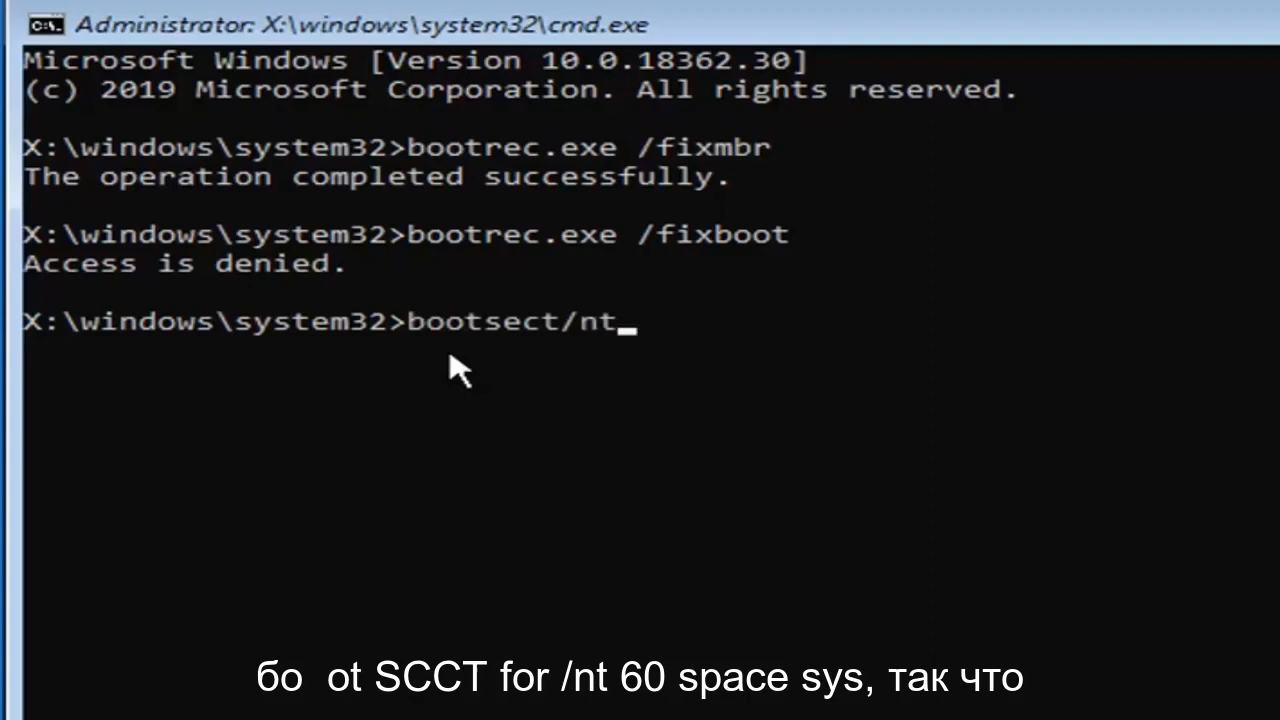 Administrator: X:\windows\system32\cmd.exe
Microsoft Windows [Version 10.0.18362.30]
(c) 2019 Microsoft Corporation. All rights reserved.
X:\windows\system32>bootrec.exe /fixmbr
The operation completed successfully.
X:\windows\system32>bootrec.exe /fixboot
Access is denied.
X:\windows\system32>bootsect/nt
бо ot SCCT for /nt 60 space sys, так что